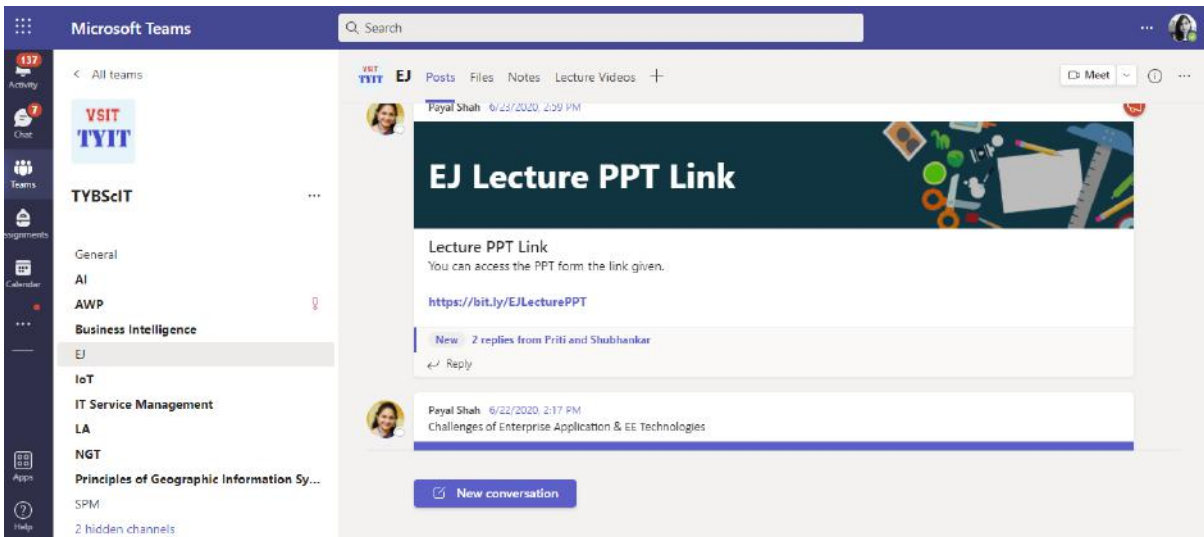 Microsoft Teams
Search
137
Activity
7
Chat
Teams
ssignments
Calendar
Apps
Help
All teams
VSIT
TYIT
TYBScIT
General
AI
AWP
Business Intelligence
EJ
IoT
IT Service Management
LA
NGT
Principles of Geographic Information Sy...
SPM
2 hidden channels
VSIT
TYIT
EJ Posts Files Notes Lecture Videos
Meet
Payal Shah 6/23/2020, 2:59 PM
EJ Lecture PPT Link
Lecture PPT Link
You can access the PPT form the link given.
https://bit.ly/EJLecturePPT
New 2 replies from Priti and Shubhankar
Reply
Payal Shah 6/22/2020, 2:17 PM
Challenges of Enterprise Application & EE Technologies
New conversation